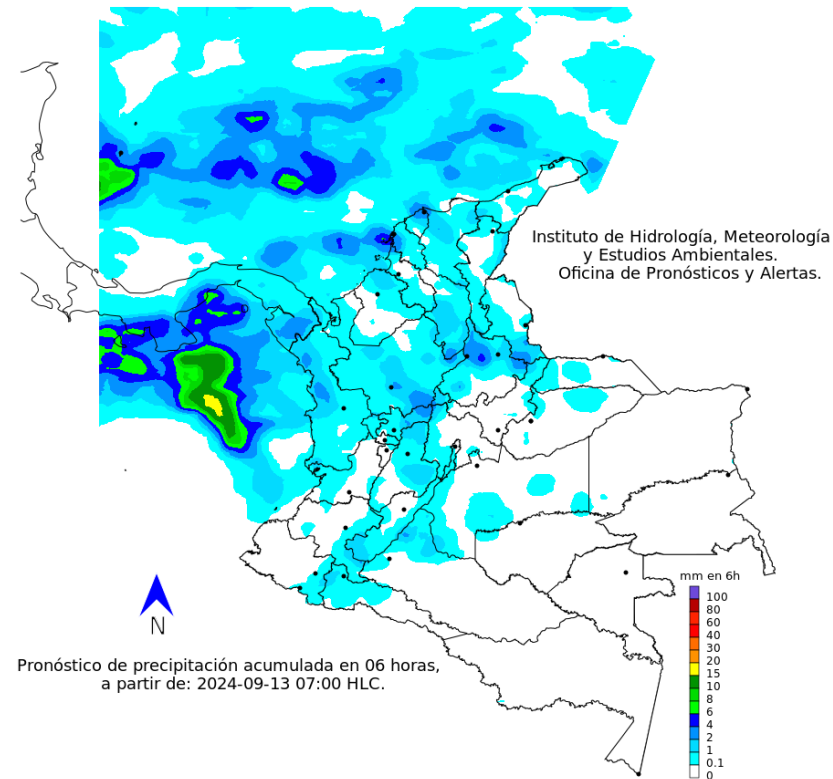 Instituto de Hidrología, Meteorología
y Estudios Ambientales.
Oficina de Pronósticos y Alertas.
N
Pronóstico de precipitación acumulada en 06 horas,
a partir de: 2024-09-13 07:00 HLC.
mm en 6h
100
80
60
40
30
20
15
10
8
6
4
2
1
0.1
0